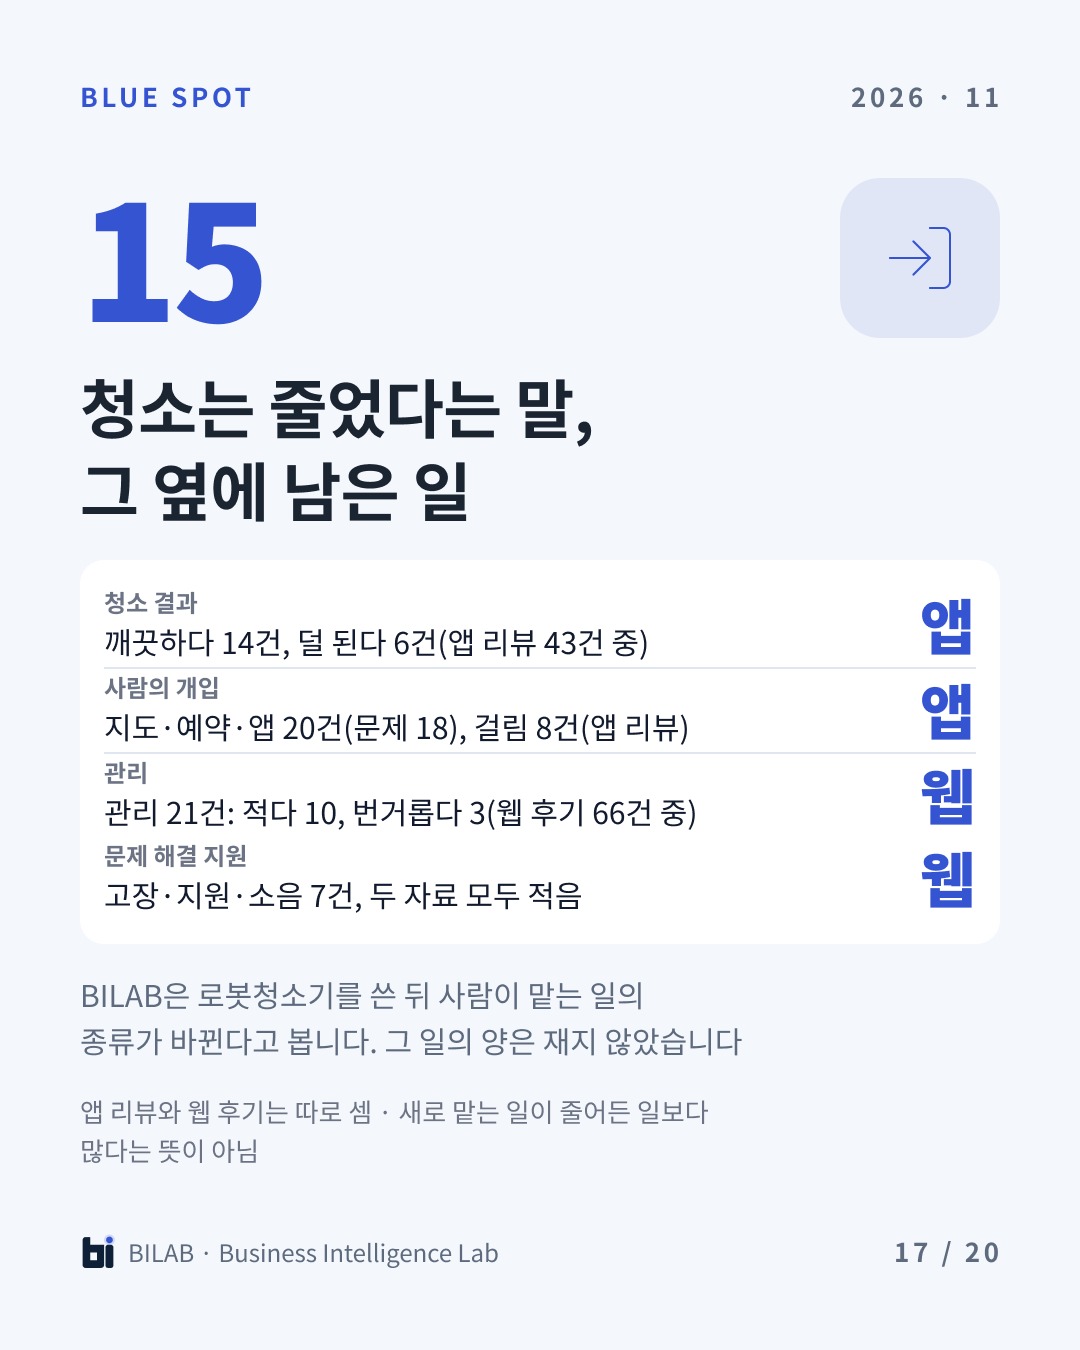 BLUE SPOT
2026 · 11
15
청소는 줄었다는 말,
그 옆에 남은 일
청소 결과
깨끗하다 14건, 덜 된다 6건(앱 리뷰 43건 중)
앱
사람의 개입
지도·예약·앱 20건(문제 18), 걸림 8건(앱 리뷰)
앱
관리
관리 21건: 적다 10, 번거롭다 3(웹 후기 66건 중)
웹
문제 해결 지원
고장·지원·소음 7건, 두 자료 모두 적음
웹
BILAB은 로봇청소기를 쓴 뒤 사람이 맡는 일의
종류가 바뀐다고 봅니다. 그 일의 양은 재지 않았습니다
앱 리뷰와 웹 후기는 따로 셈 · 새로 맡는 일이 줄어든 일보다
많다는 뜻이 아님
bi BILAB · Business Intelligence Lab
17 / 20